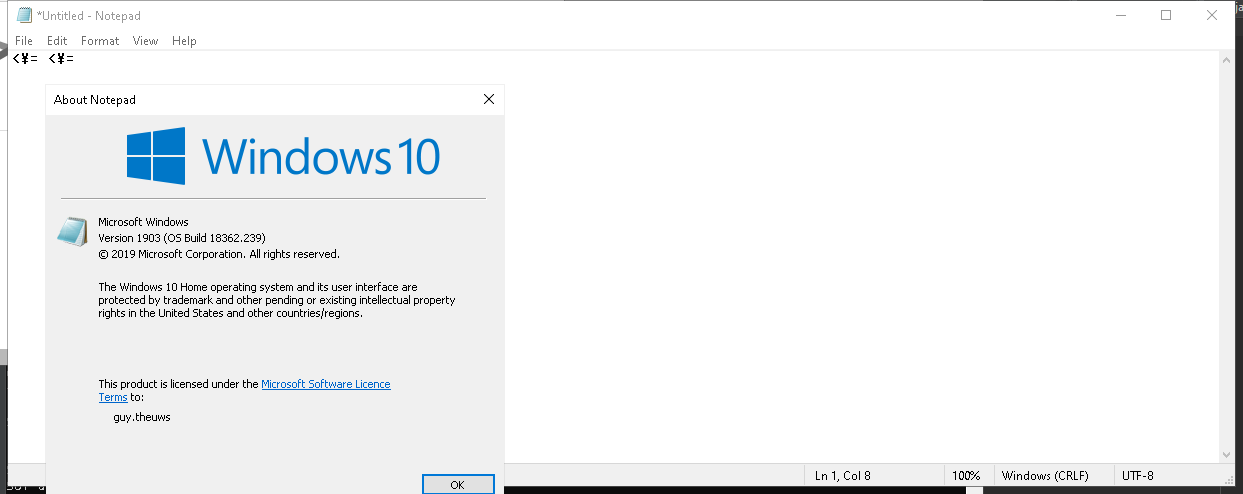 *Untitled - Notepad
File Edit Format View Help
<¥= <¥=
About Notepad
Windows 10
Microsoft Windows
Version 1903 (OS Build 18362.239)
© 2019 Microsoft Corporation. All rights reserved.
The Windows 10 Home operating system and its user interface are
protected by trademark and other pending or existing intellectual property
rights in the United States and other countries/regions.
This product is licensed under the Microsoft Software Licence
Terms to:
guy.theuws
OK
Ln 1, Col 8 100% Windows (CRLF) UTF-8